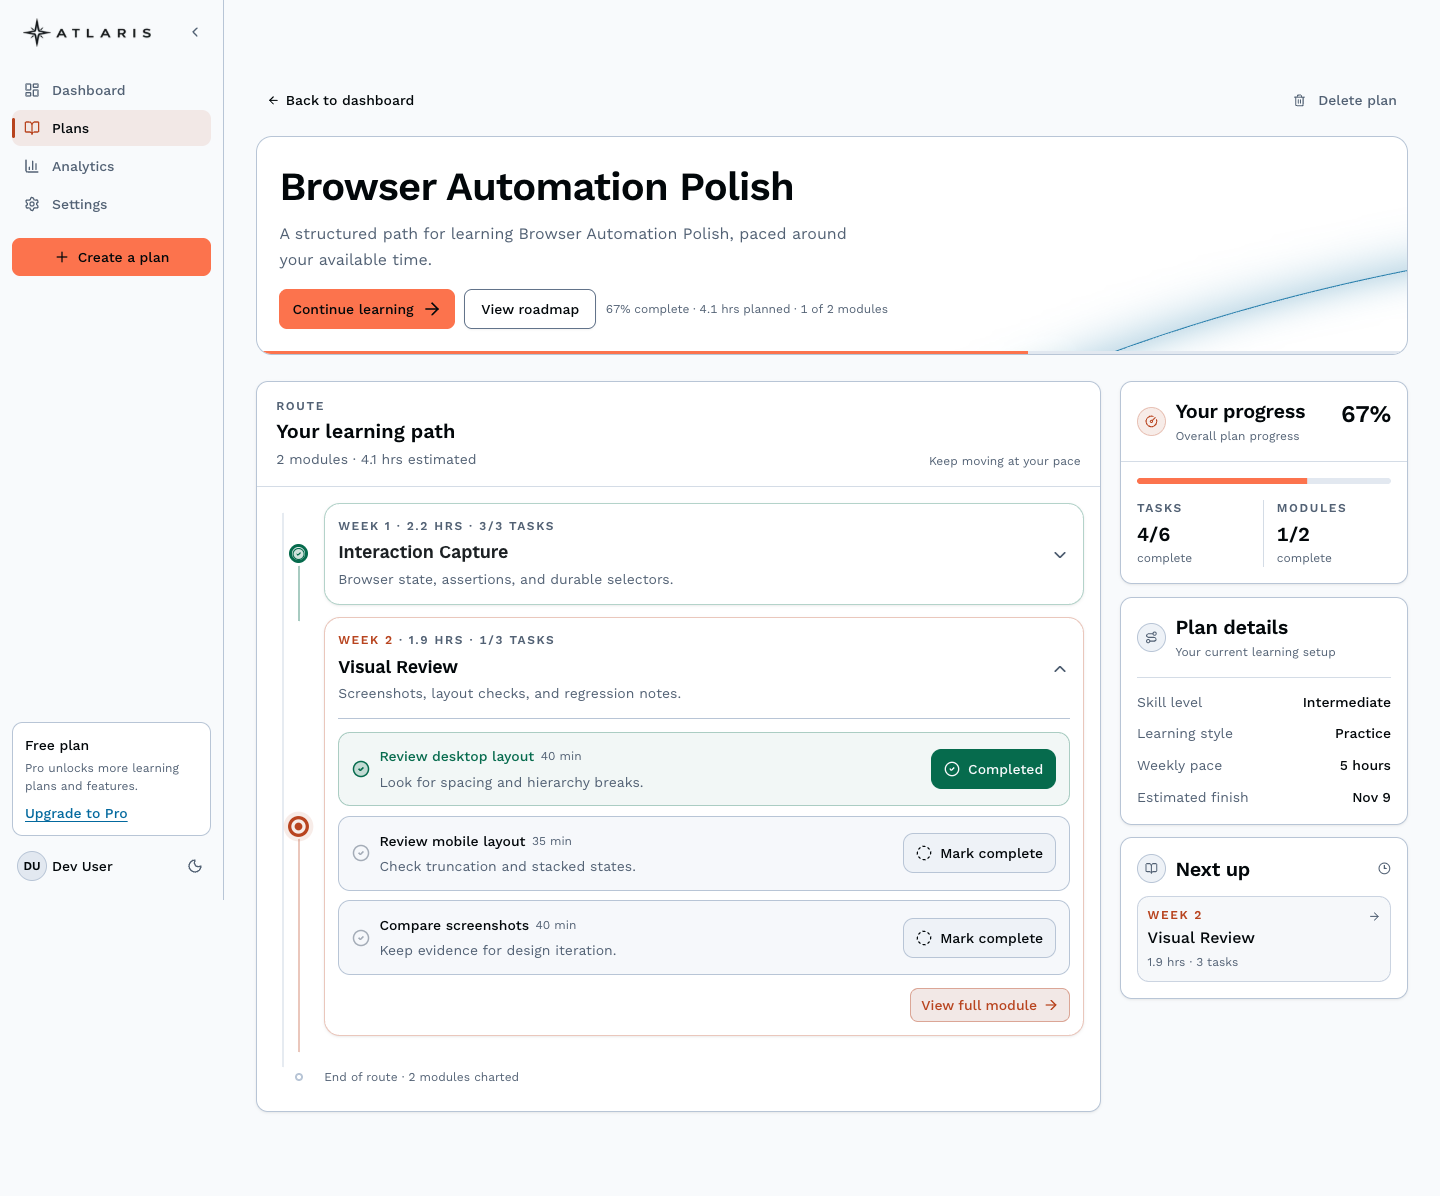 ATLARIS
Dashboard
Plans
Analytics
Settings
Create a plan
Free plan
Pro unlocks more learning
plans and features.
Upgrade to Pro
DU Dev User
Back to dashboard
Delete plan
Browser Automation Polish
A structured path for learning Browser Automation Polish, paced around
your available time.
Continue learning
View roadmap
67% complete · 4.1 hrs planned · 1 of 2 modules
ROUTE
Your learning path
2 modules · 4.1 hrs estimated
Keep moving at your pace
WEEK 1 · 2.2 HRS · 3/3 TASKS
Interaction Capture
Browser state, assertions, and durable selectors.
WEEK 2 · 1.9 HRS · 1/3 TASKS
Visual Review
Screenshots, layout checks, and regression notes.
Review desktop layout 40 min
Look for spacing and hierarchy breaks.
Completed
Review mobile layout 35 min
Check truncation and stacked states.
Mark complete
Compare screenshots 40 min
Keep evidence for design iteration.
Mark complete
View full module
End of route · 2 modules charted
Your progress
67%
Overall plan progress
TASKS
4/6
complete
MODULES
1/2
complete
Plan details
Your current learning setup
Skill level Intermediate
Learning style Practice
Weekly pace 5 hours
Estimated finish Nov 9
Next up
WEEK 2
Visual Review
1.9 hrs · 3 tasks